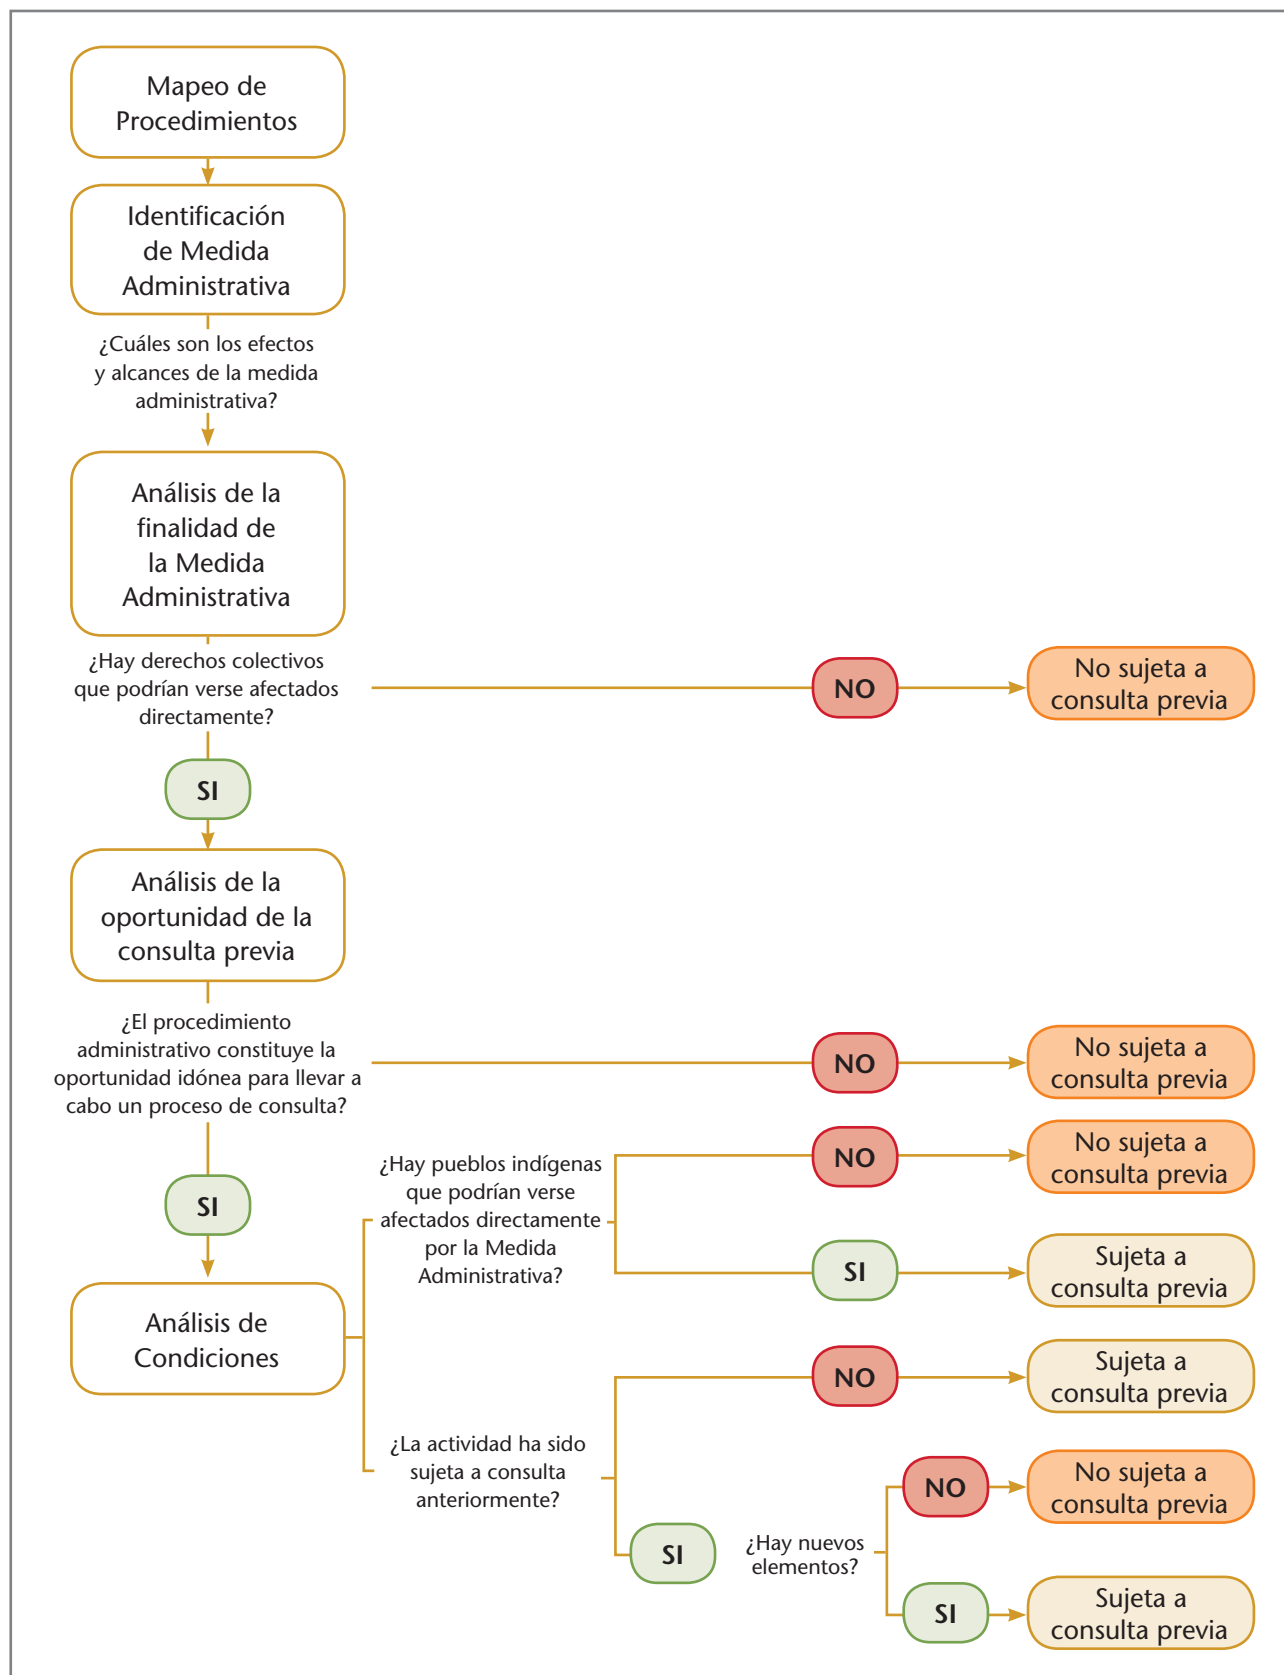 Mapeo de
Procedimientos
Identificación
de Medida
Administrativa
¿Cuáles son los efectos
y alcances de la medida
administrativa?
Análisis de la
finalidad de
la Medida
Administrativa
¿Hay derechos colectivos
que podrían verse afectados
directamente?
NO
No sujeta a
consulta previa
SI
Análisis de la
oportunidad de la
consulta previa
¿El procedimiento
administrativo constituye la
oportunidad idónea para llevar a
cabo un proceso de consulta?
NO
No sujeta a
consulta previa
SI
Análisis de
Condiciones
¿Hay pueblos indígenas
que podrían verse
afectados directamente
por la Medida
Administrativa?
NO
No sujeta a
consulta previa
SI
Sujeta a
consulta previa
¿La actividad ha sido
sujeta a consulta
anteriormente?
NO
Sujeta a
consulta previa
SI
¿Hay nuevos
elementos?
NO
No sujeta a
consulta previa
SI
Sujeta a
consulta previa